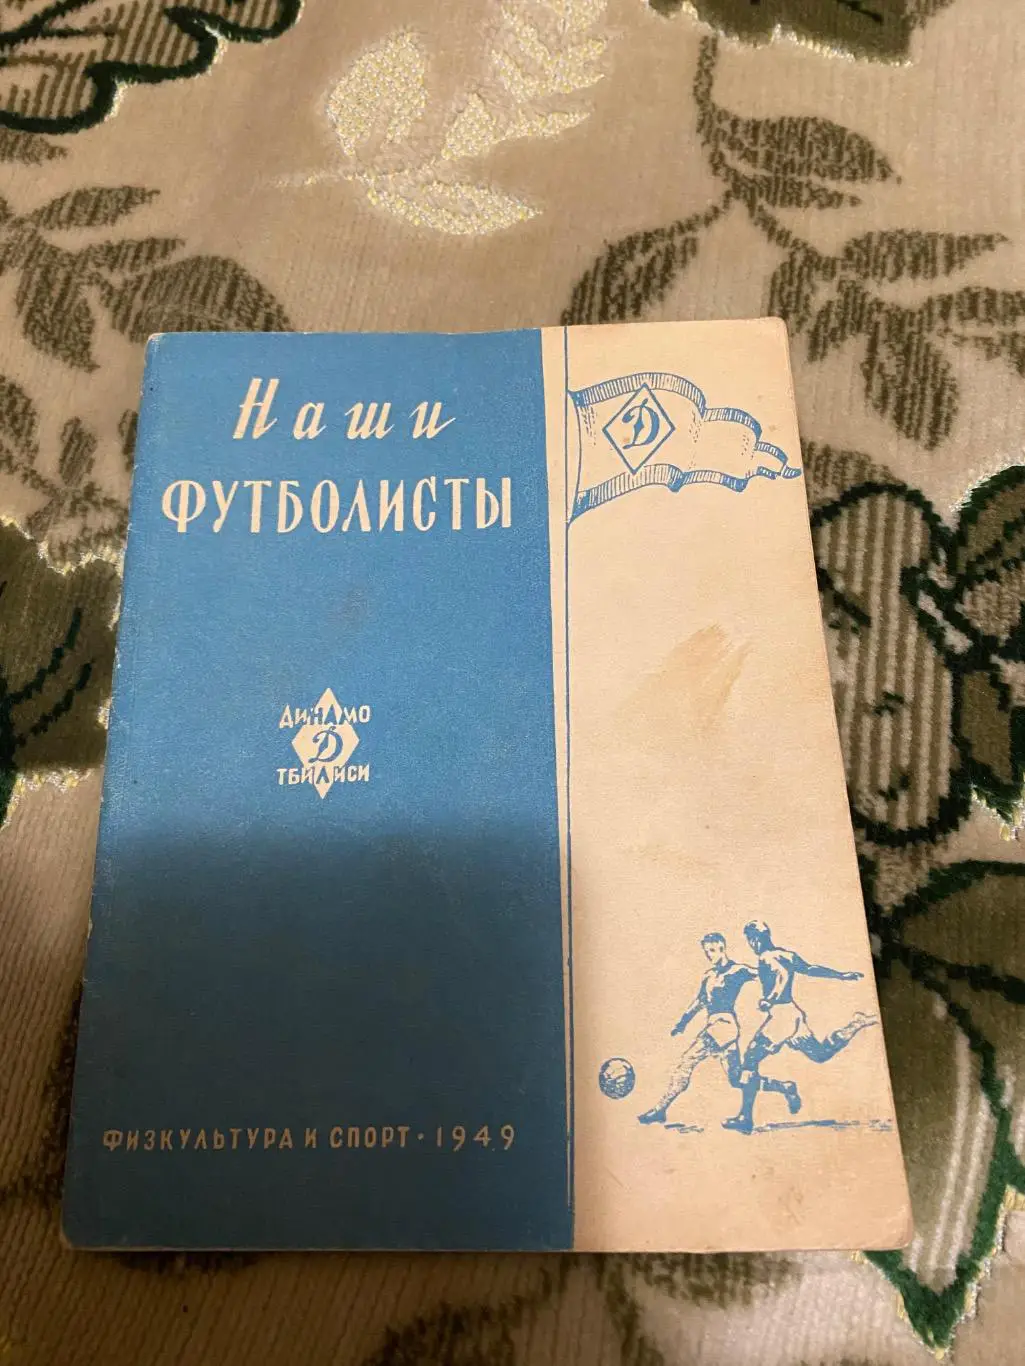 Наши
ФУТБОЛИСТЫ
Д
ДИНАМО
Д
ТБИЛИСИ
ФИЗКУЛЬТУРА И СПОРТ · 1949